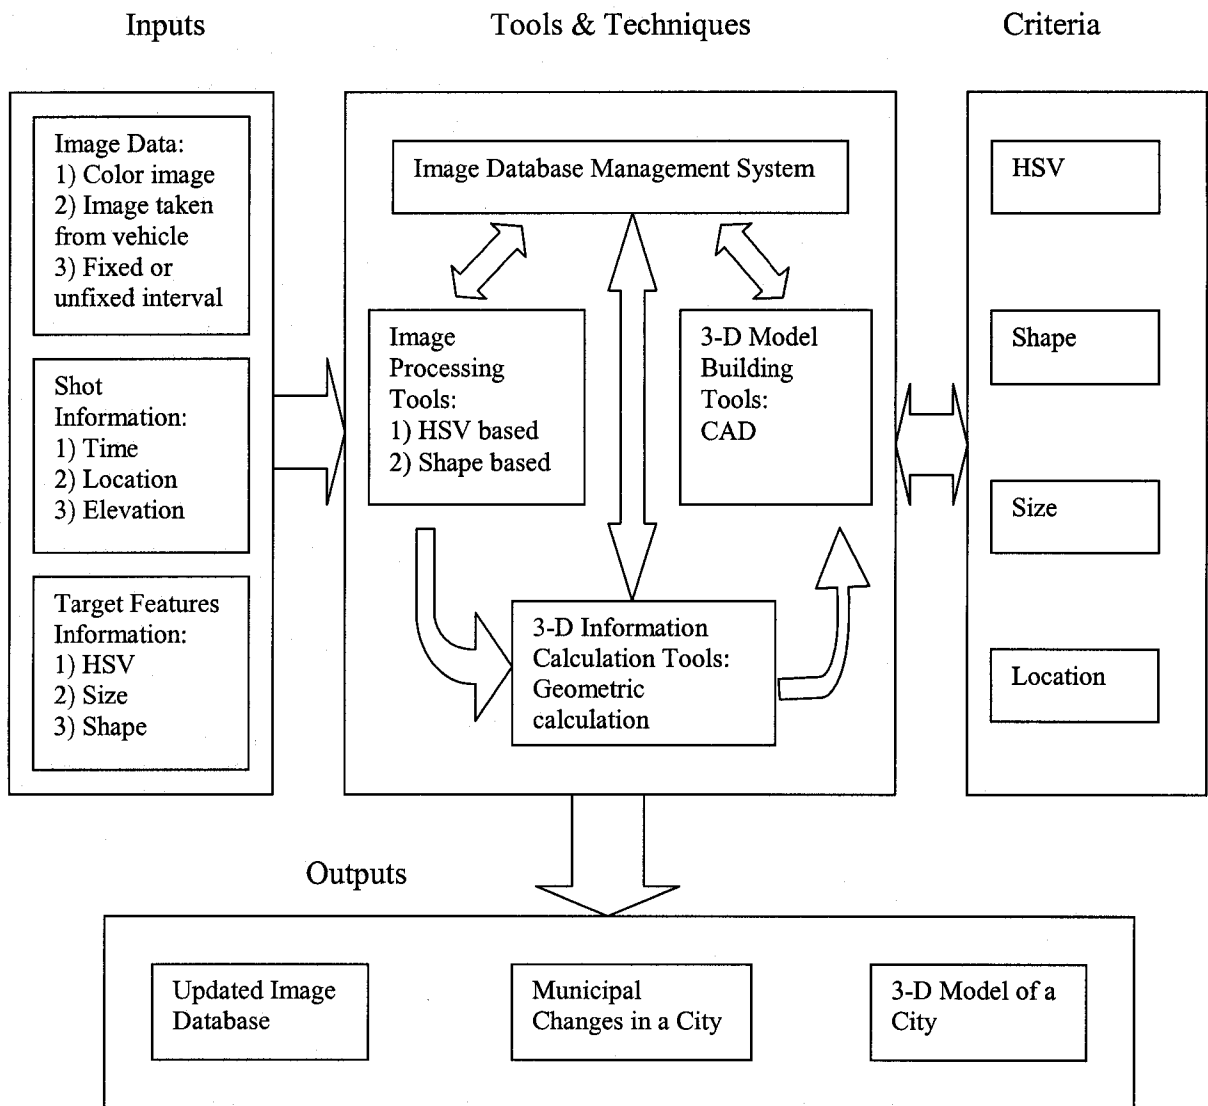 Inputs
Tools & Techniques
Criteria
Image Data:
1) Color image
2) Image taken
from vehicle
3) Fixed or
unfixed interval
Shot
Information:
1) Time
2) Location
3) Elevation
Target Features
Information:
1) HSV
2) Size
3) Shape
Image Database Management System
Image
Processing
Tools:
1) HSV based
2) Shape based
3-D Model
Building
Tools:
CAD
3-D Information
Calculation Tools:
Geometric
calculation
HSV
Shape
Size
Location
Outputs
Updated Image
Database
Municipal
Changes in a City
3-D Model of a
City